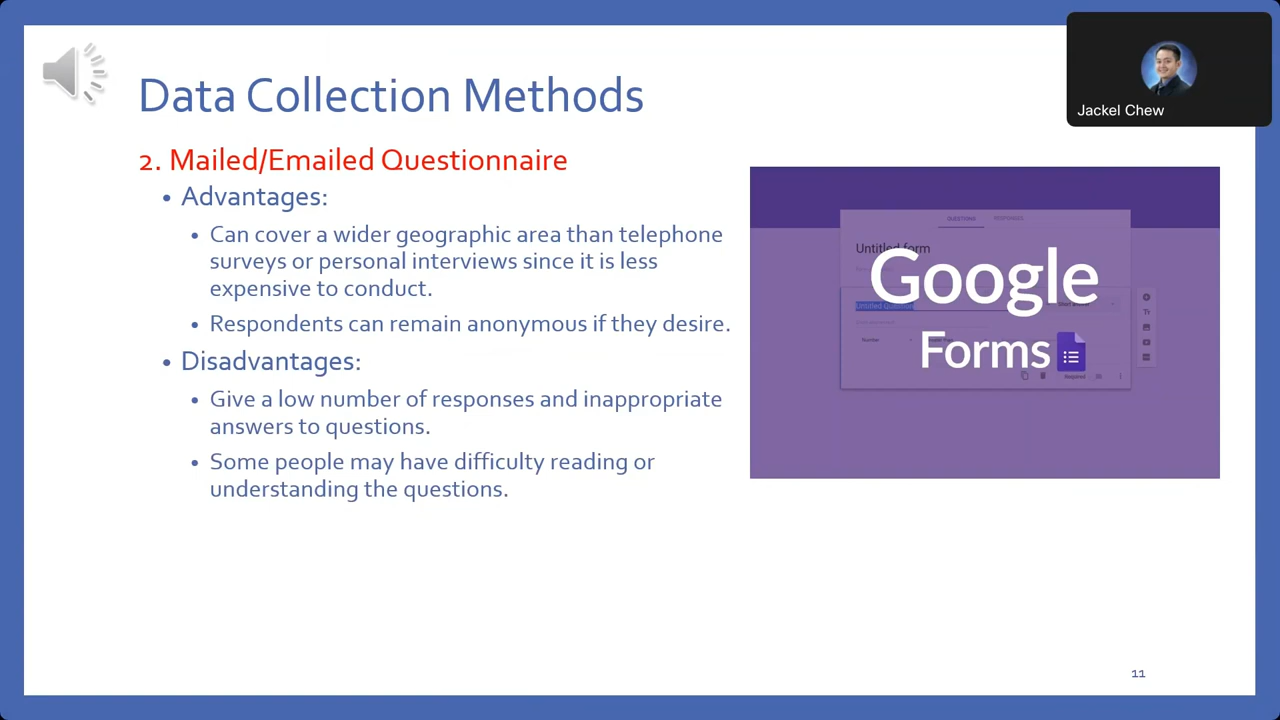 Data Collection Methods
Jackel Chew
2. Mailed/Emailed Questionnaire
• Advantages:
• Can cover a wider geographic area than telephone
surveys or personal interviews since it is less
expensive to conduct.
• Respondents can remain anonymous if they desire.
• Disadvantages:
• Give a low number of responses and inappropriate
answers to questions.
• Some people may have difficulty reading or
understanding the questions.
QUESTIONS RESPONSES
Untitled form
Google
Forms
Number
Required
11